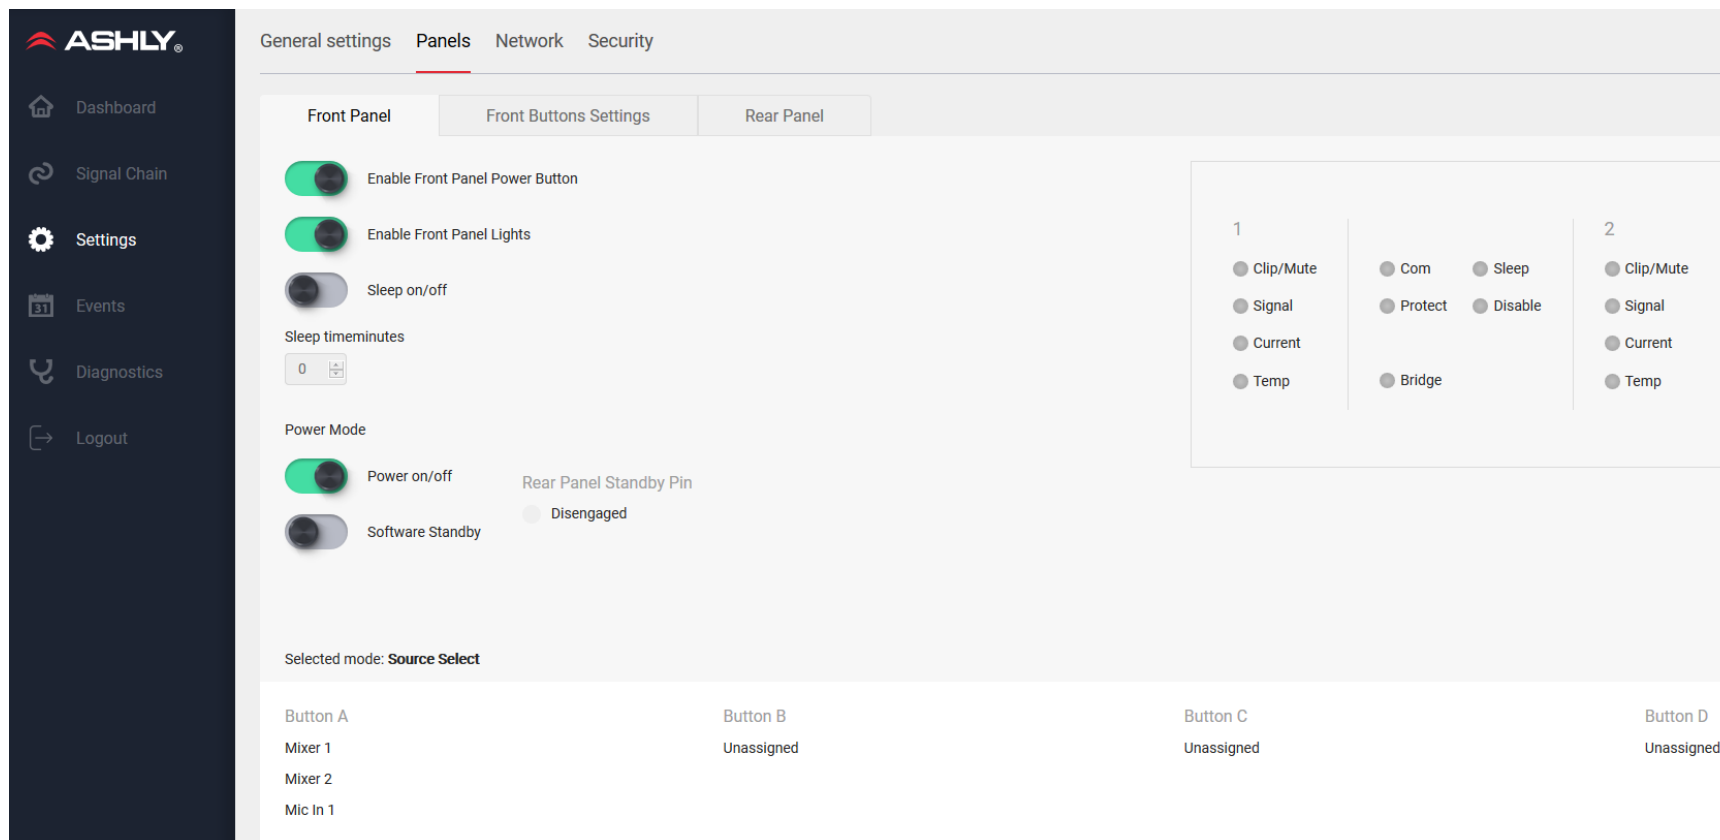 ASHLY®
General settings Panels Network Security
Dashboard
Signal Chain
Settings
31 Events
Diagnostics
Logout
Front Panel Front Buttons Settings Rear Panel
Enable Front Panel Power Button
Enable Front Panel Lights
Sleep on/off
Sleep timeminutes
0
Power Mode
Power on/off
Software Standby
Rear Panel Standby Pin
Disengaged
1 2
Clip/Mute Com Sleep Clip/Mute
Signal Protect Disable Signal
Current Current
Temp Bridge Temp
Selected mode: Source Select
Button A Button B Button C Button D
Mixer 1 Unassigned Unassigned Unassigned
Mixer 2
Mic In 1